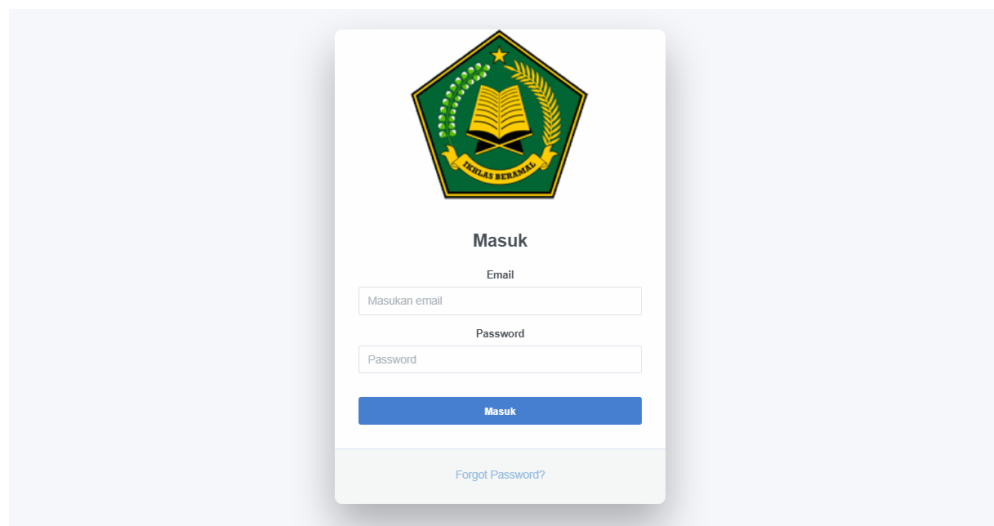 IKHLAS BERAMAL
Masuk
Email
Masukan email
Password
Password
Masuk
Forgot Password?